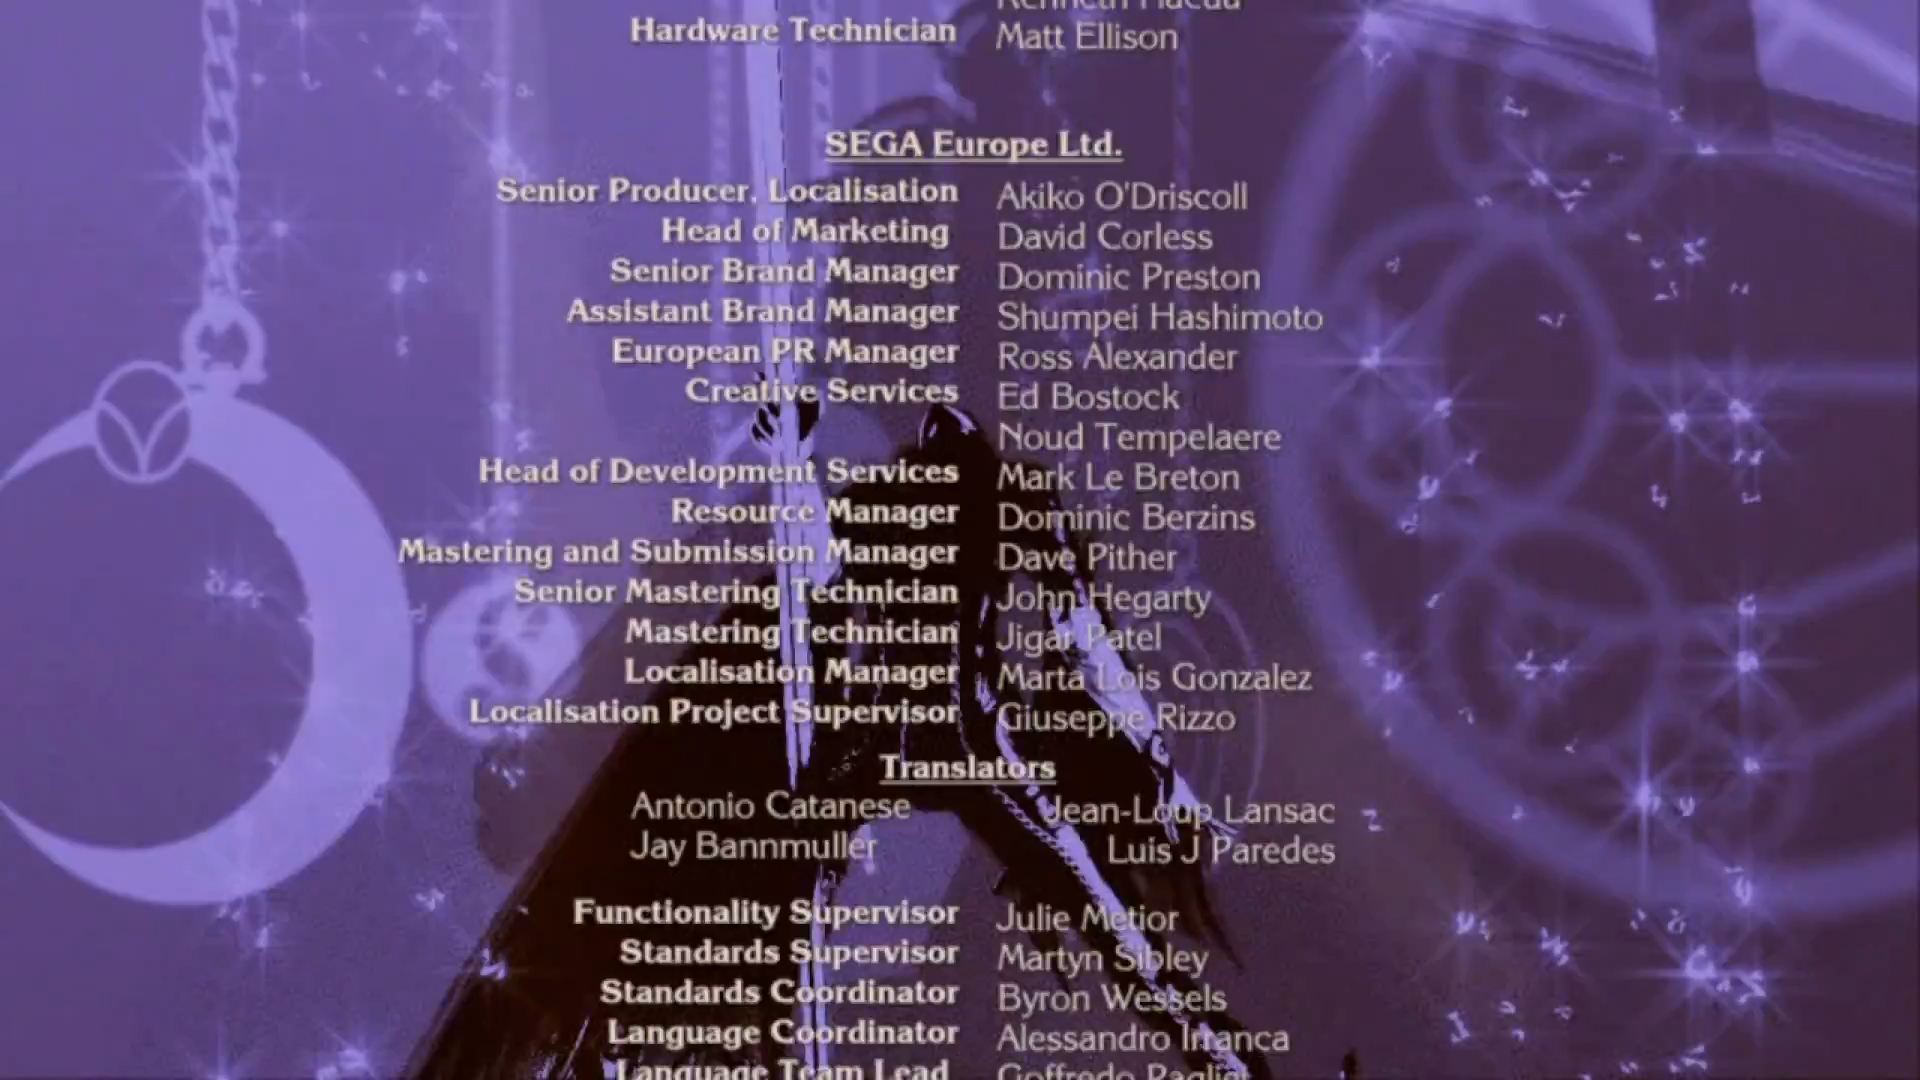 Hardware Technician Matt Ellison
SEGA Europe Ltd.
Senior Producer, Localisation Akiko O'Driscoll
Head of Marketing David Corless
Senior Brand Manager Dominic Preston
Assistant Brand Manager Shumpei Hashimoto
European PR Manager Ross Alexander
Creative Services Ed Bostock
Noud Tempelaere
Head of Development Services Mark Le Breton
Resource Manager Dominic Berzins
Mastering and Submission Manager Dave Pither
Senior Mastering Technician John Hegarty
Mastering Technician Jigar Patel
Localisation Manager Marta Lois Gonzalez
Localisation Project Supervisor Giuseppe Rizzo
Translators
Antonio Catanese Jean-Loup Lansac
Jay Bannmuller Luis J Paredes
Functionality Supervisor Julie Metior
Standards Supervisor Martyn Sibley
Standards Coordinator Byron Wessels
Language Coordinator Alessandro Irranca
Language Team Lead Goffredo